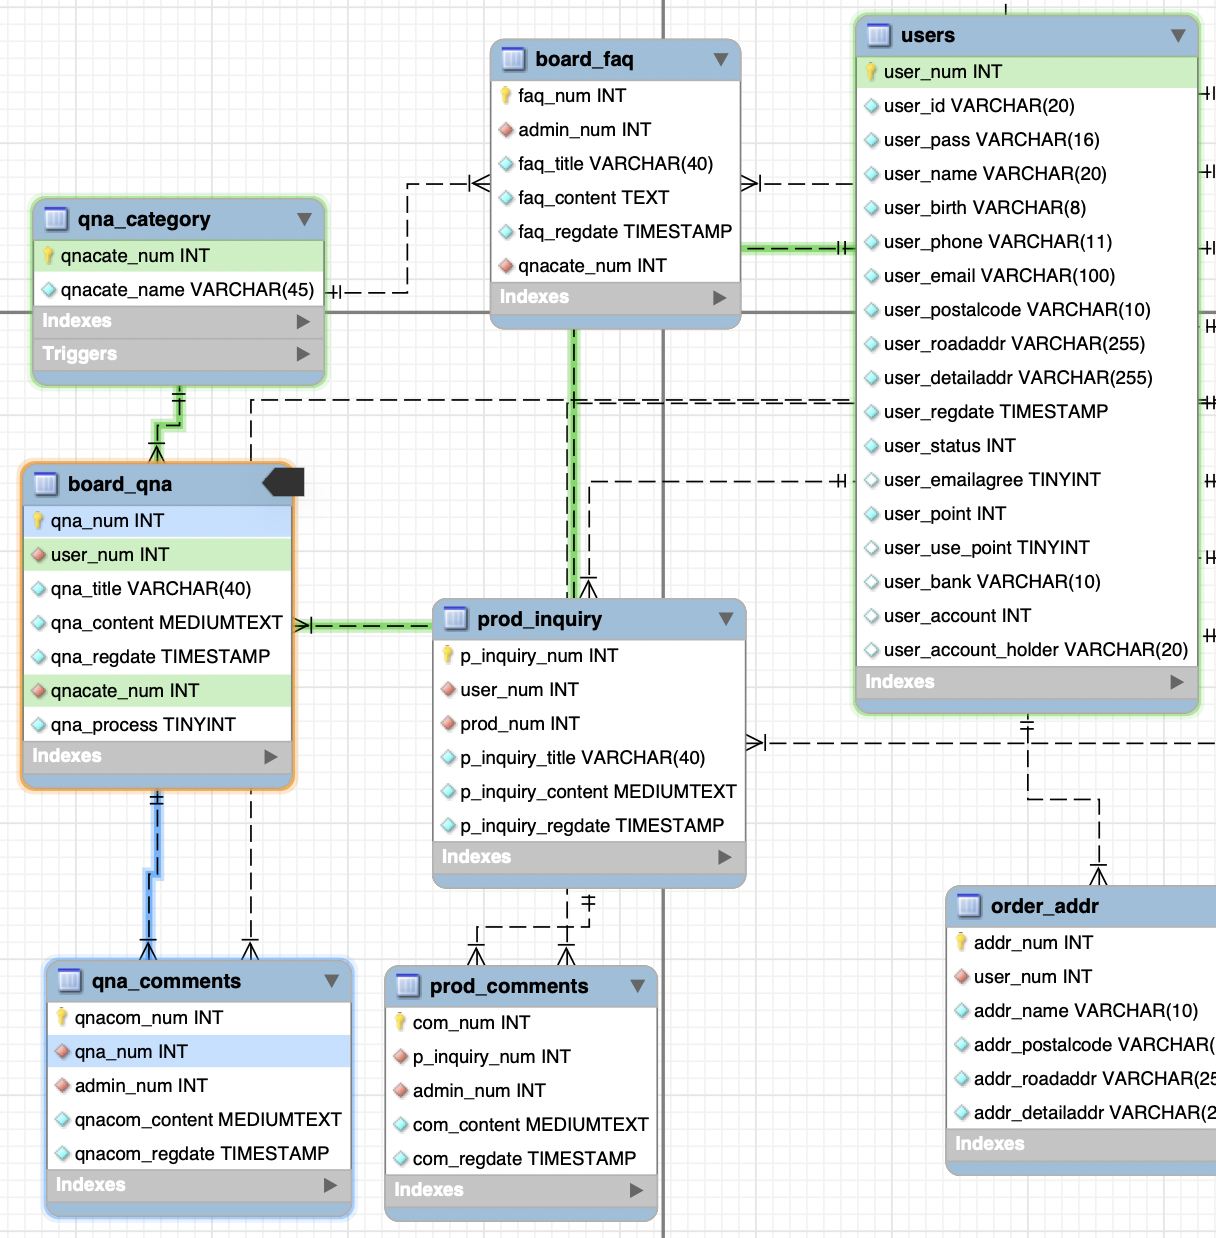 board_faq
faq_num INT
admin_num INT
faq_title VARCHAR(40)
faq_content TEXT
faq_regdate TIMESTAMP
qnacate_num INT
Indexes
users
user_num INT
user_id VARCHAR(20)
user_pass VARCHAR(16)
user_name VARCHAR(20)
user_birth VARCHAR(8)
user_phone VARCHAR(11)
user_email VARCHAR(100)
user_postalcode VARCHAR(10)
user_roadaddr VARCHAR(255)
user_detailaddr VARCHAR(255)
user_regdate TIMESTAMP
user_status INT
user_emailagree TINYINT
user_point INT
user_use_point TINYINT
user_bank VARCHAR(10)
user_account INT
user_account_holder VARCHAR(20)
Indexes
qna_category
qnacate_num INT
qnacate_name VARCHAR(45)
Indexes
Triggers
board_qna
qna_num INT
user_num INT
qna_title VARCHAR(40)
qna_content MEDIUMTEXT
qna_regdate TIMESTAMP
qnacate_num INT
qna_process TINYINT
Indexes
prod_inquiry
p_inquiry_num INT
user_num INT
prod_num INT
p_inquiry_title VARCHAR(40)
p_inquiry_content MEDIUMTEXT
p_inquiry_regdate TIMESTAMP
Indexes
qna_comments
qnacom_num INT
qna_num INT
admin_num INT
qnacom_content MEDIUMTEXT
qnacom_regdate TIMESTAMP
Indexes
prod_comments
com_num INT
p_inquiry_num INT
admin_num INT
com_content MEDIUMTEXT
com_regdate TIMESTAMP
Indexes
order_addr
addr_num INT
user_num INT
addr_name VARCHAR(10)
addr_postalcode VARCHAR(
addr_roadaddr VARCHAR(25
addr_detailaddr VARCHAR(2
Indexes